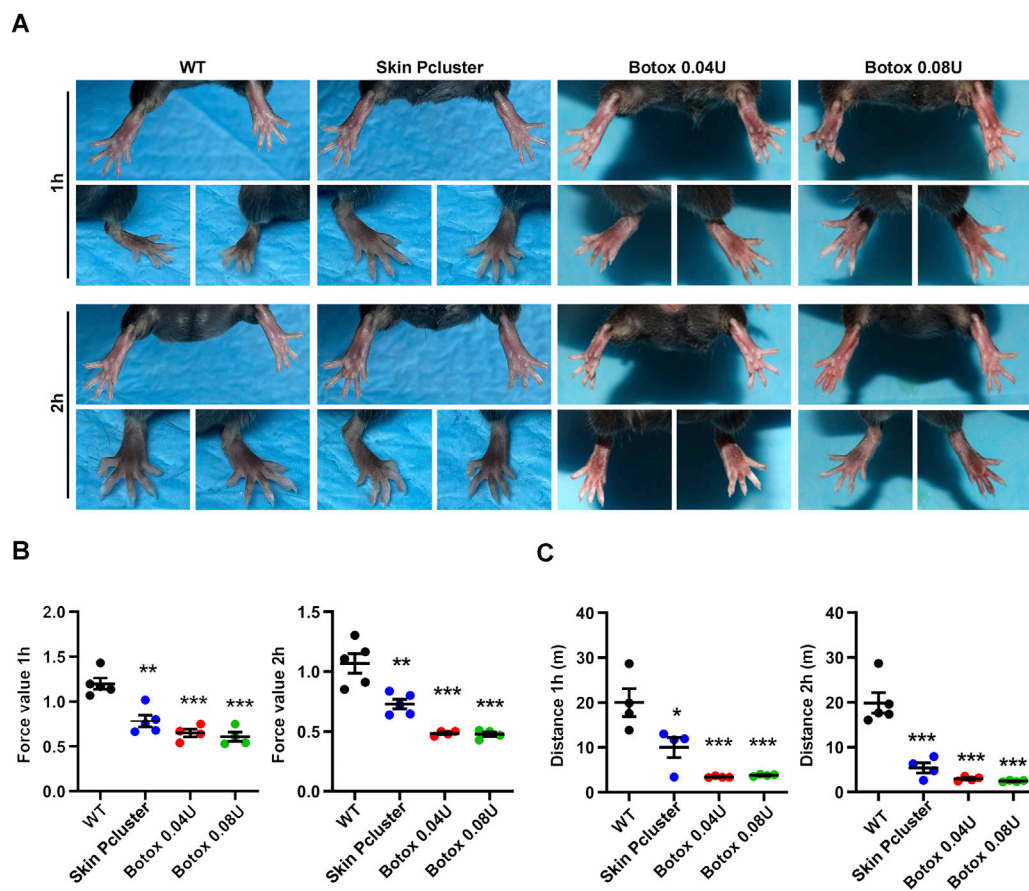 A
WT Skin Pcluster Botox 0.04U Botox 0.08U
1h
2h
B
Force value 1h
2.0
1.5
1.0
0.5
0.0
** *** ***
WT Skin Pcluster Botox 0.04U Botox 0.08U
Force value 2h
1.5
1.0
0.5
0.0
** *** ***
WT Skin Pcluster Botox 0.04U Botox 0.08U
C
Distance 1h (m)
40
30
20
10
0
* *** ***
WT Skin Pcluster Botox 0.04U Botox 0.08U
Distance 2h (m)
40
30
20
10
0
*** *** ***
WT Skin Pcluster Botox 0.04U Botox 0.08U